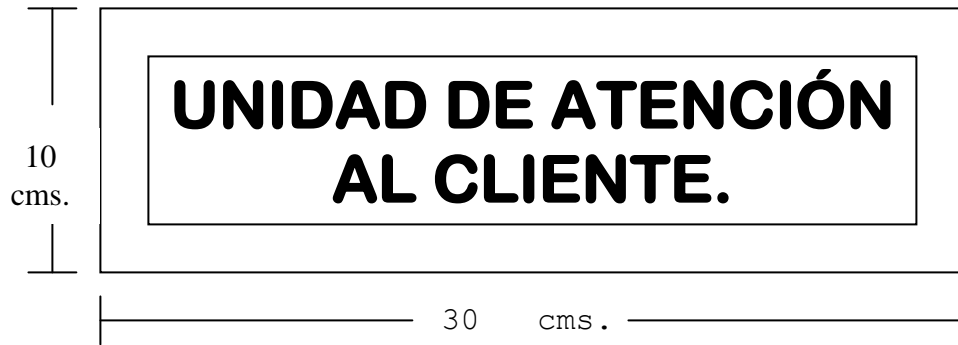 UNIDAD DE ATENCIÓN
AL CLIENTE.
10
cms.
30 cms.